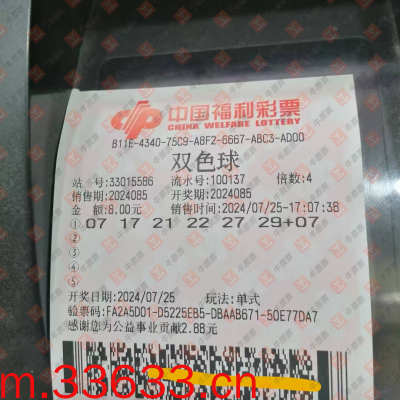 中国福利彩票
CHINA WELFARE LOTTERY
B11E-4340-75C9-ABF2-6667-ABC3-AD00
双色球
站 号:33015586 流水号:100137 倍数:4
销售期:2024085 开奖期:2024085
金 额:8.00元 销售时间:2024/07/25-17:07:38
① 07 17 21 22 27 29+07
②
③
④
⑤
开奖日期:2024/07/25 玩法:单式
验票码:FA2A5D01-D5225EB5-DBAAB671-50E77DA7
感谢您为公益事业贡献2.88元
m.33633.cn